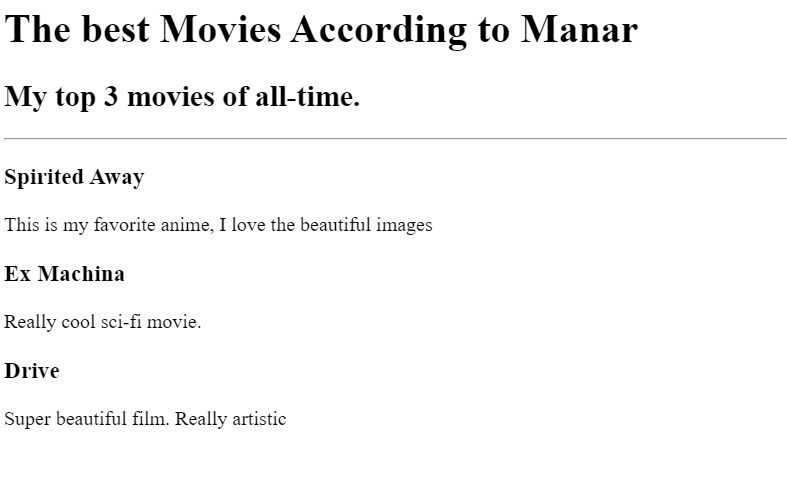 The best Movies According to Manar
My top 3 movies of all-time.
Spirited Away
This is my favorite anime, I love the beautiful images
Ex Machina
Really cool sci-fi movie.
Drive
Super beautiful film. Really artistic